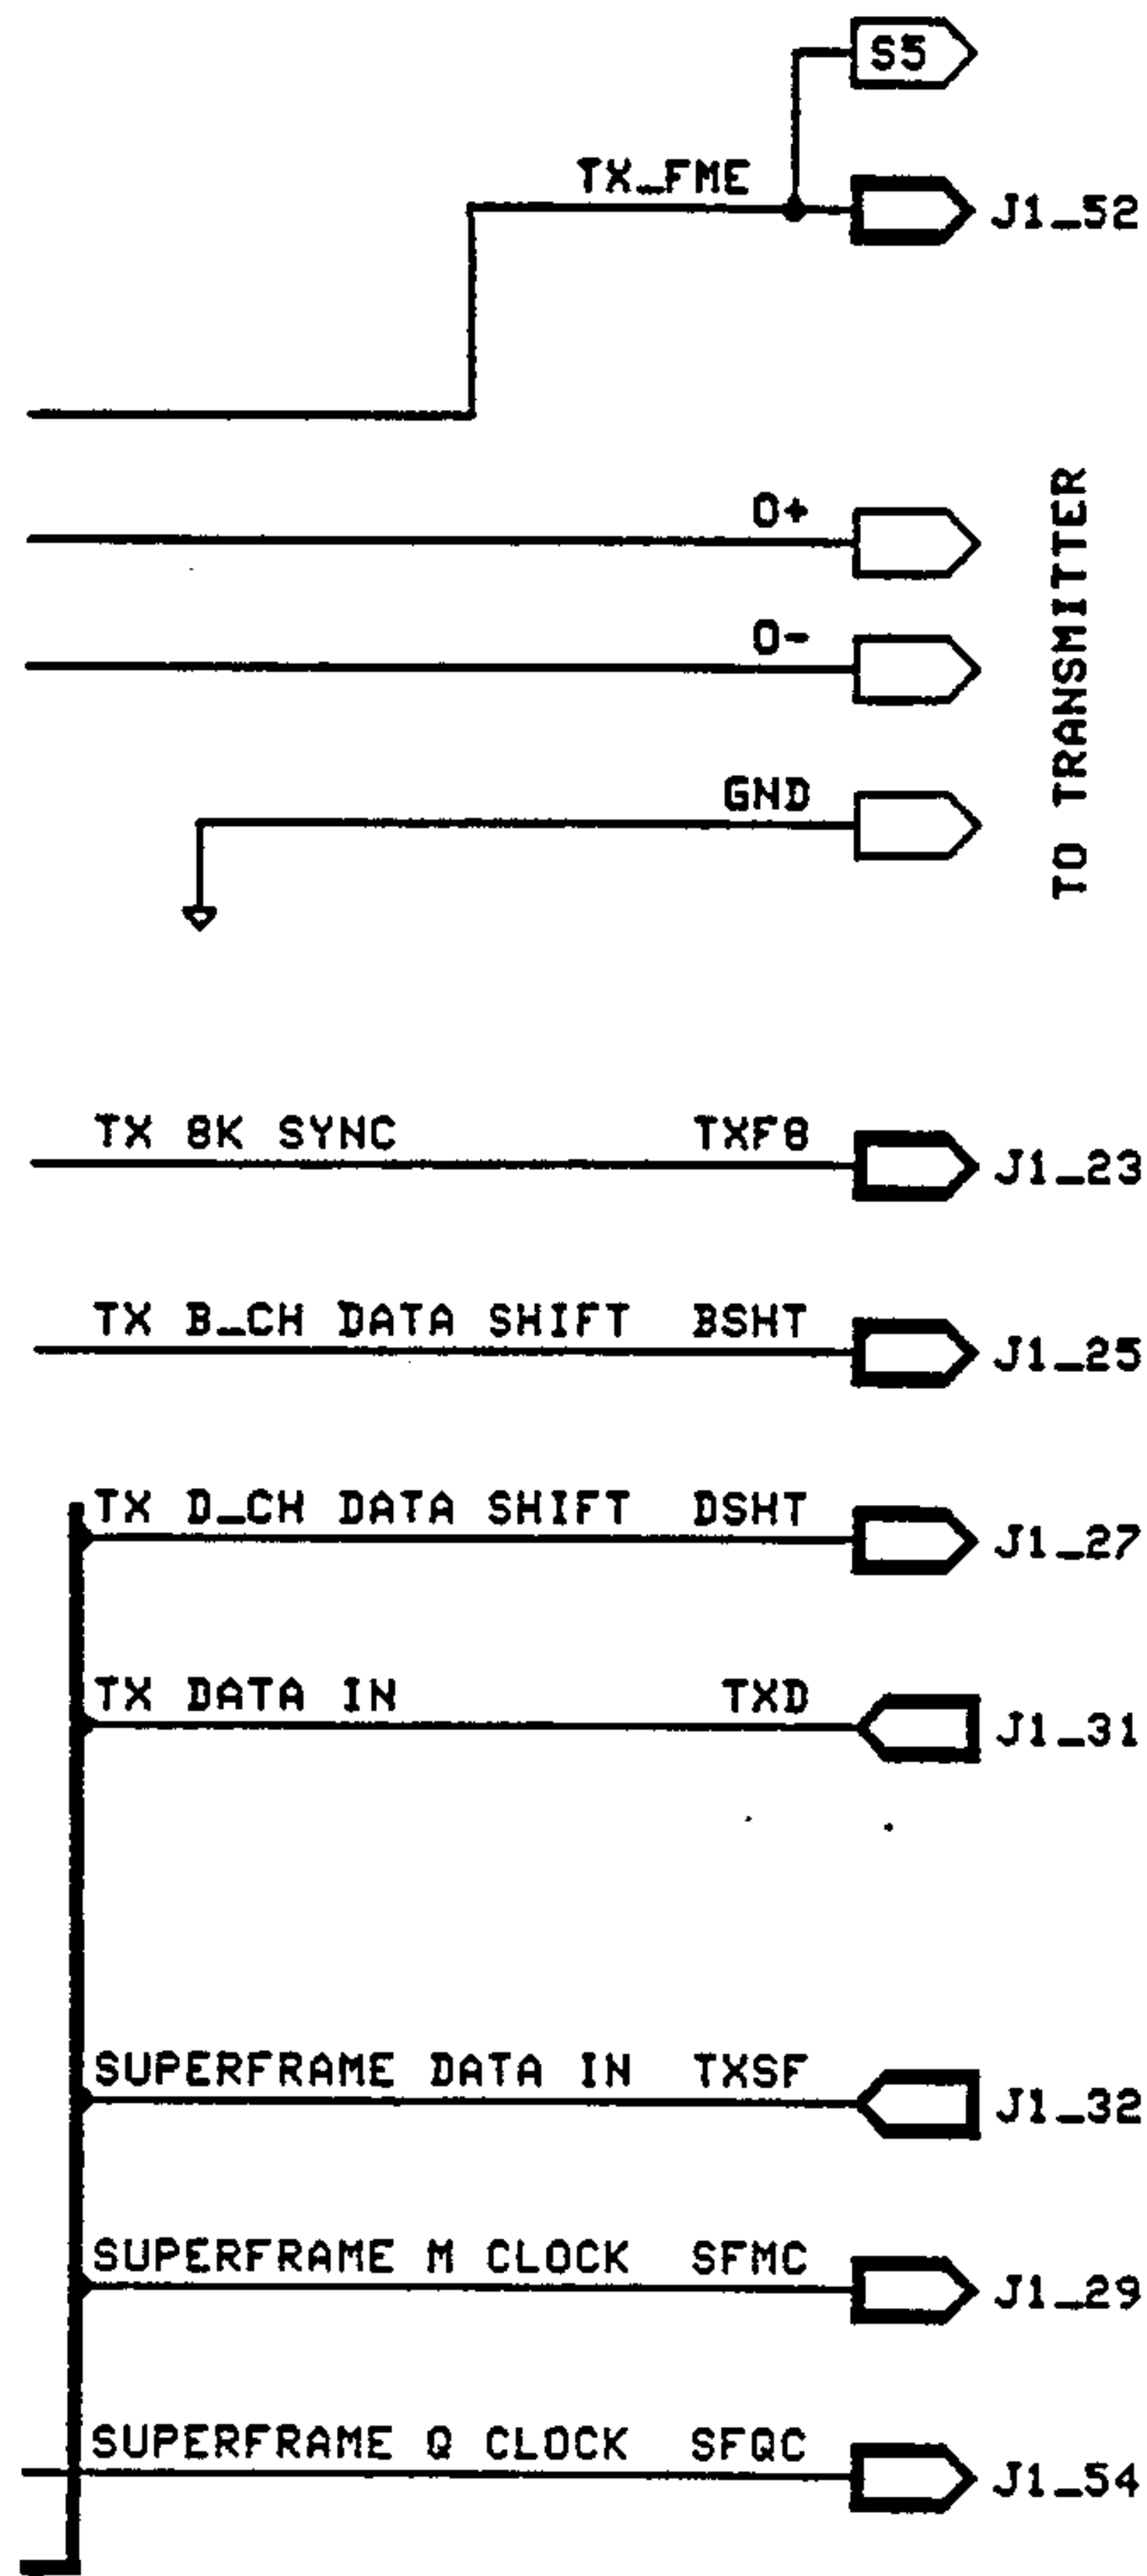 S5
TX_FME J1_52
O+
O-
GND
TO TRANSMITTER
TX 8K SYNC TXF8 J1_23
TX B_CH DATA SHIFT BSHT J1_25
TX D_CH DATA SHIFT DSHT J1_27
TX DATA IN TXD J1_31
SUPERFRAME DATA IN TXSF J1_32
SUPERFRAME M CLOCK SFMC J1_29
SUPERFRAME Q CLOCK SFQC J1_54